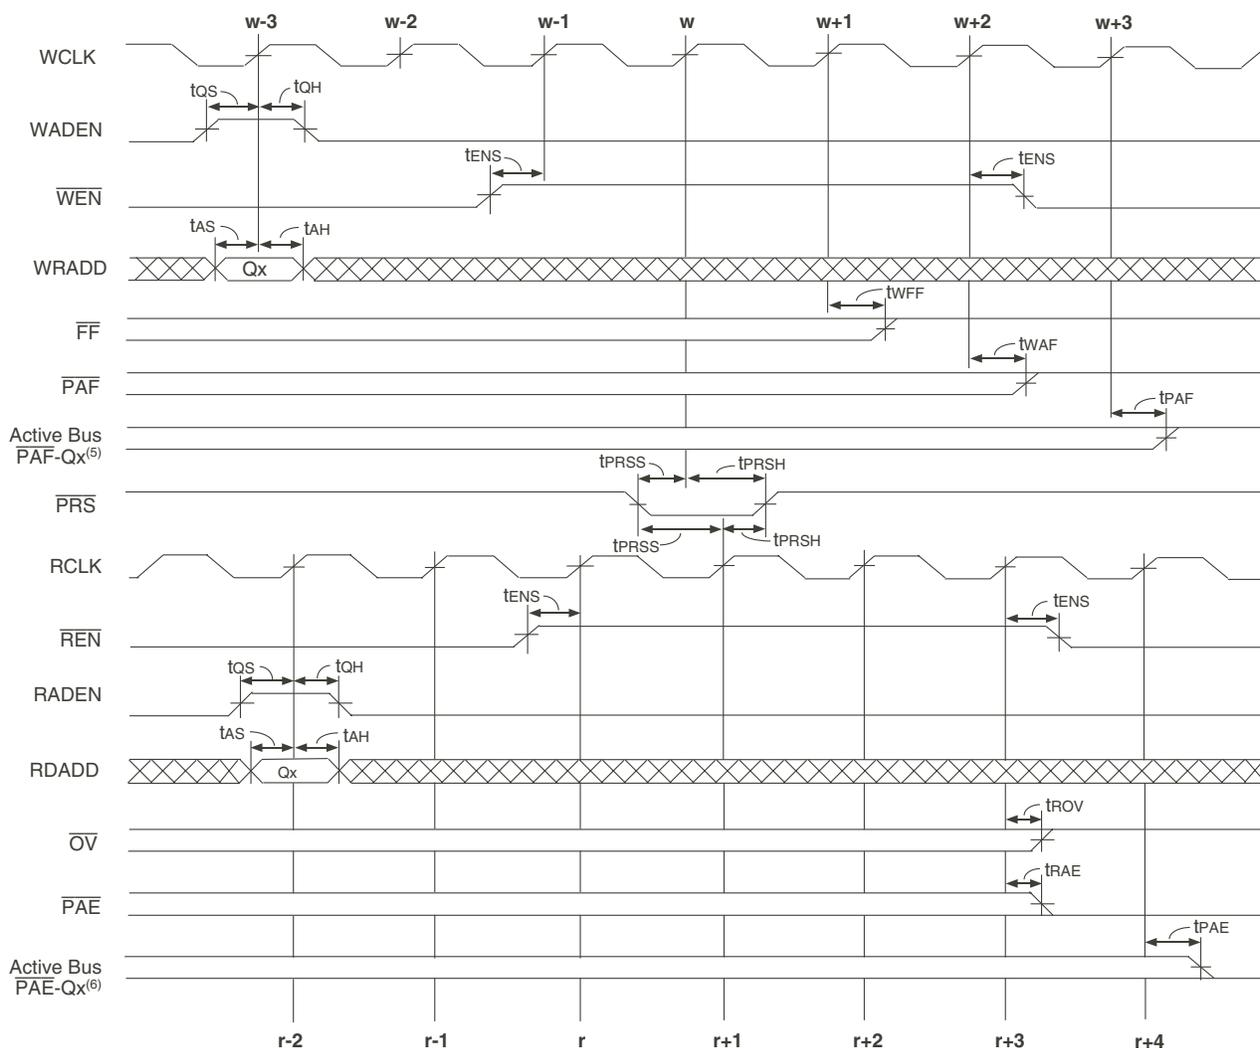 w-3 w-2 w-1 w w+1 w+2 w+3
WCLK
tQS tQH
WADEN
tENS tENS
WEN
tAS tAH
WRADD Qx
tWFF
FF
tWAF
PAF
tPAF
Active Bus
PAF-Qx(5)
tPRSS tPRSH
PRS
tPRSS tPRSH
RCLK
tENS tENS
REN
tQS tQH
RADEN
tAS tAH
RDADD Qx
tROV
OV
tRAE
PAE
tPAE
Active Bus
PAE-Qx(6)
r-2 r-1 r r+1 r+2 r+3 r+4